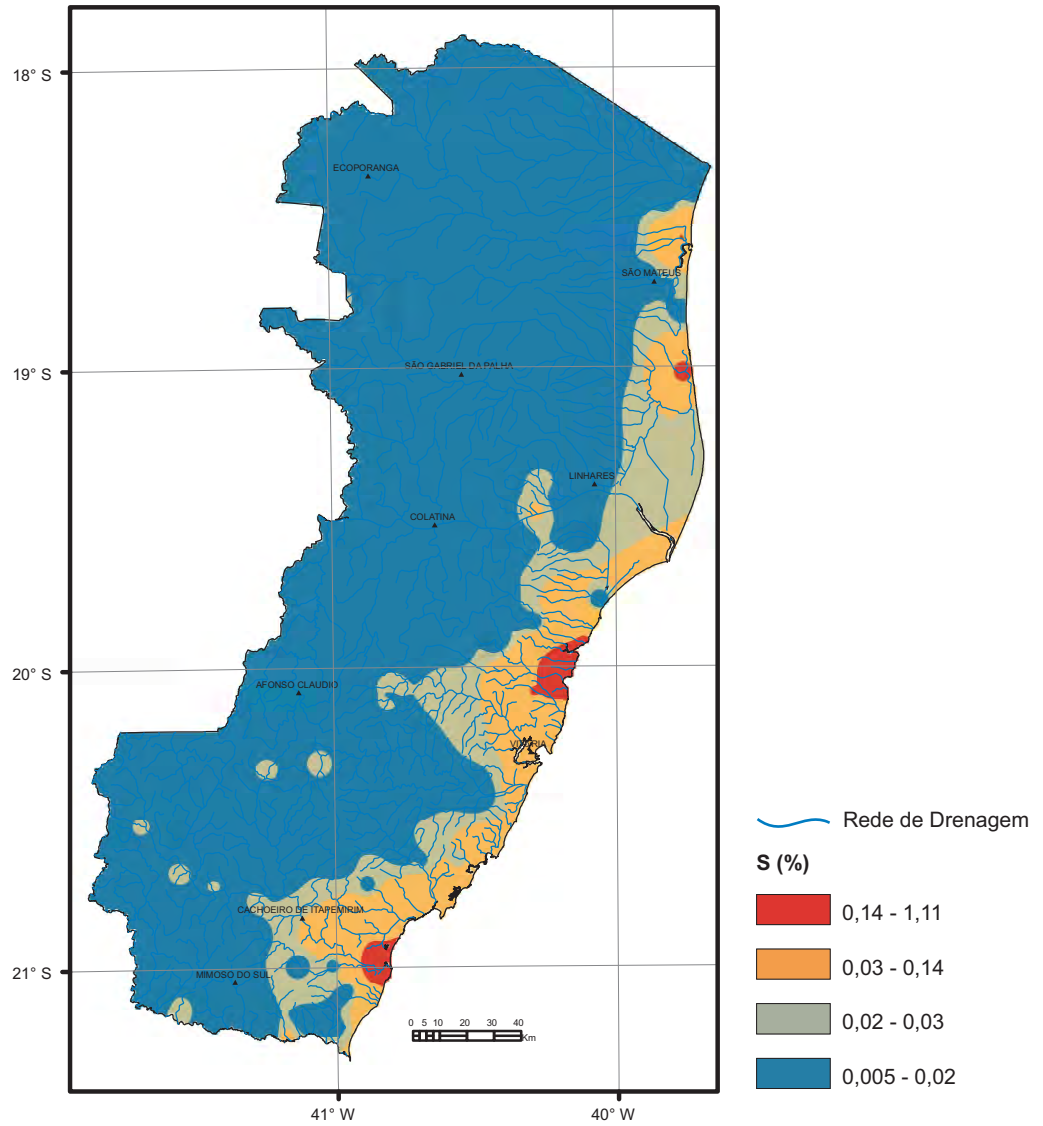 18° S
ECOPORANGA
SÃO MATEUS
19° S
SÃO GABRIEL DA PALHA
LINHARES
COLATINA
20° S
AFONSO CLAUDIO
VITÓRIA
CACHOEIRO DE ITAPEMIRIM
21° S
MIMOSO DO SUL
0 5 10 20 30 40
Km
41° W
40° W
Rede de Drenagem
S (%)
0,14 - 1,11
0,03 - 0,14
0,02 - 0,03
0,005 - 0,02